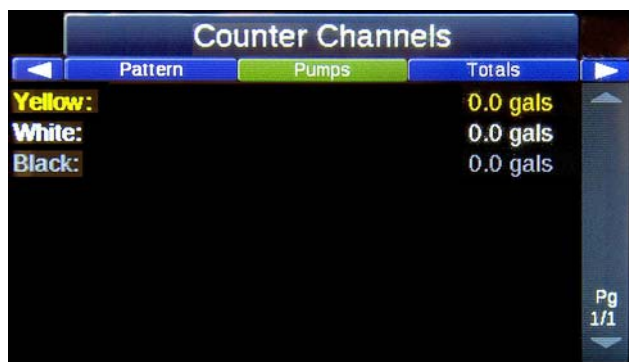 Counter Channels
Pattern Pumps Totals
Yellow: 0.0 gals
White: 0.0 gals
Black: 0.0 gals
Pg
1/1